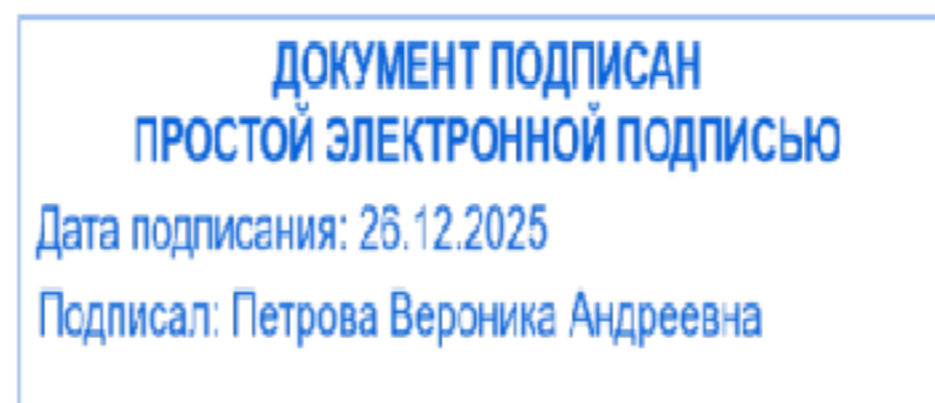 ДОКУМЕНТ ПОДПИСАН
ПРОСТОЙ ЭЛЕКТРОННОЙ ПОДПИСЬЮ
Дата подписания: 26.12.2025
Подписал: Петрова Вероника Андреевна